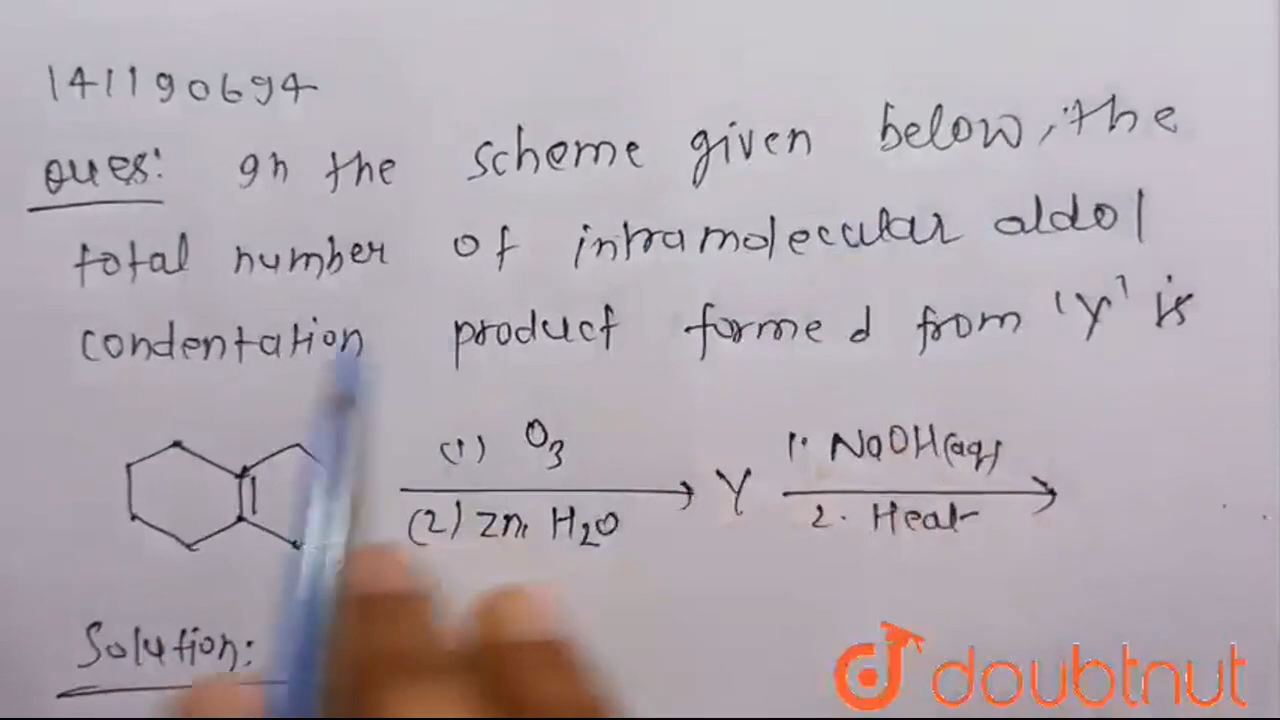 141190694
Ques: In the scheme given below, the
total number of intramolecular aldol
condentation product formed from 'Y' is
(1) O3
(2) Zn, H2O
Y
1. NaOH(aq)
2. Heat
Solution:
doubtnut